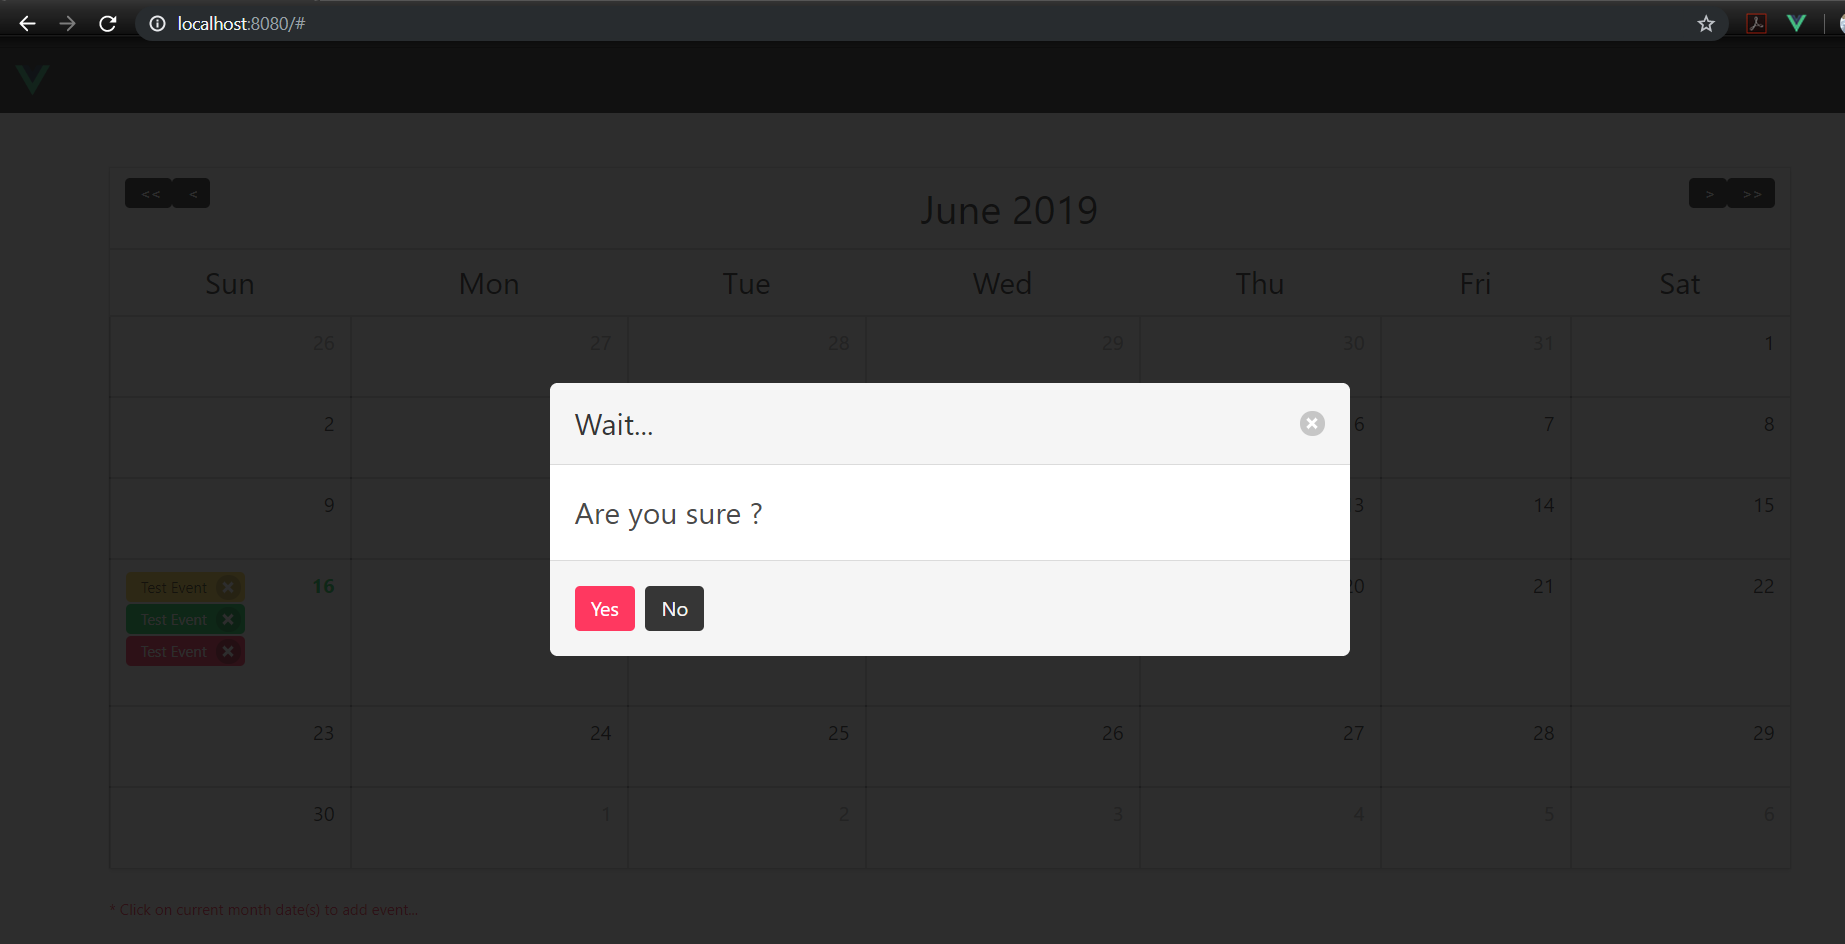 localhost:8080/#
<< < June 2019 > >>
Sun Mon Tue Wed Thu Fri Sat
26 27 28 29 30 31 1
2 6 7 8
Wait...
Are you sure ?
9 3 14 15
Test Event 16 20 21 22
Test Event
Test Event
Yes No
23 24 25 26 27 28 29
30 1 2 3 4 5 6
* Click on current month date(s) to add event...